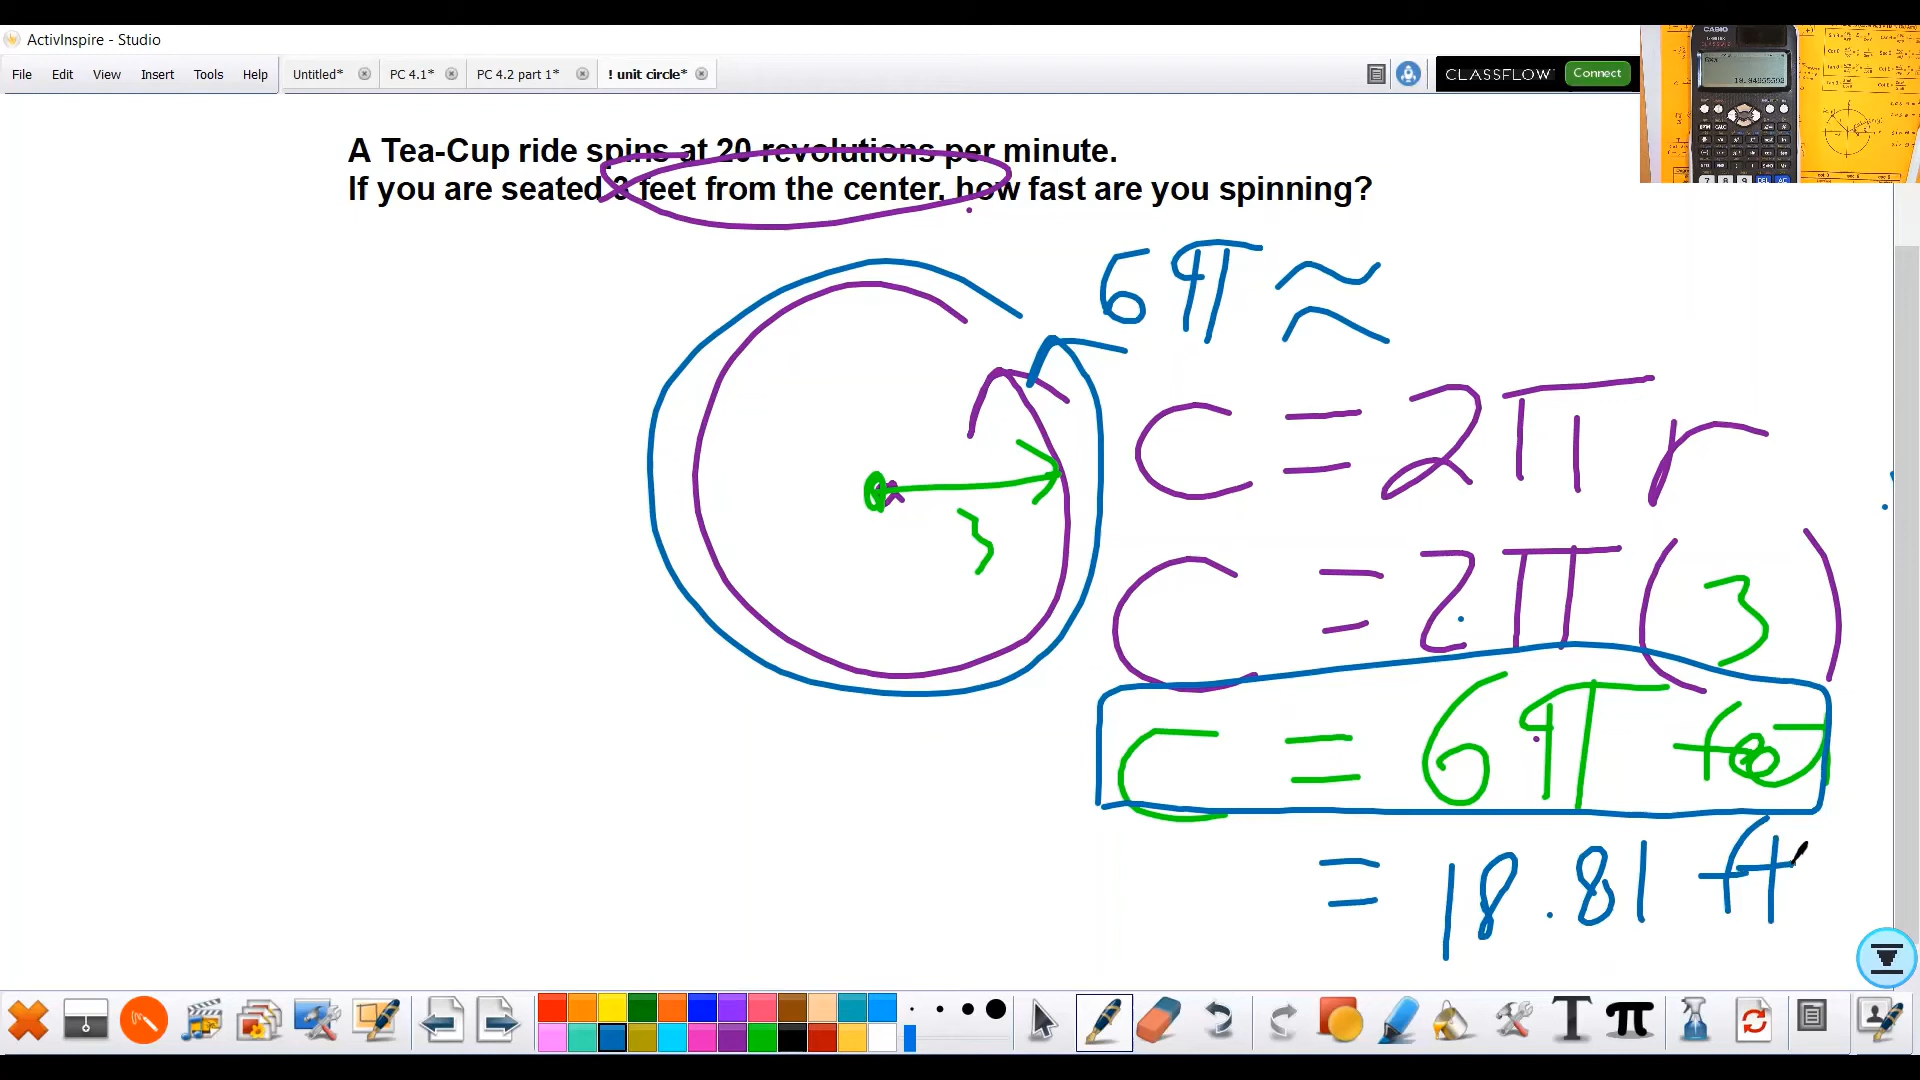 ActivInspire - Studio
File Edit View Insert Tools Help Untitled* PC 4.1* PC 4.2 part 1* ! unit circle* CLASSFLOW Connect
CASIO
A Tea-Cup ride spins at 20 revolutions per minute.
If you are seated 3 feet from the center, how fast are you spinning?
6π ≈
C = 2πr
3
C = 2π(3)
C = 6π feet
= 18.81 ft